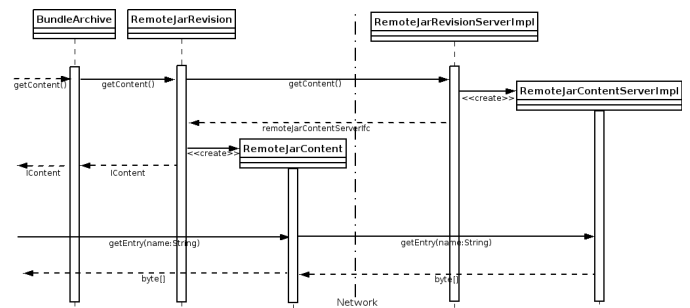 BundleArchive
RemoteJarRevision
RemoteJarRevisionServerImpl
getContent()
getContent()
getContent()
<<create>>
RemoteJarContentServerImpl
remoteJarContentServerIfc
<<create>>
RemoteJarContent
IContent
IContent
getEntry(name:String)
getEntry(name:String)
byte[]
byte[]
Network